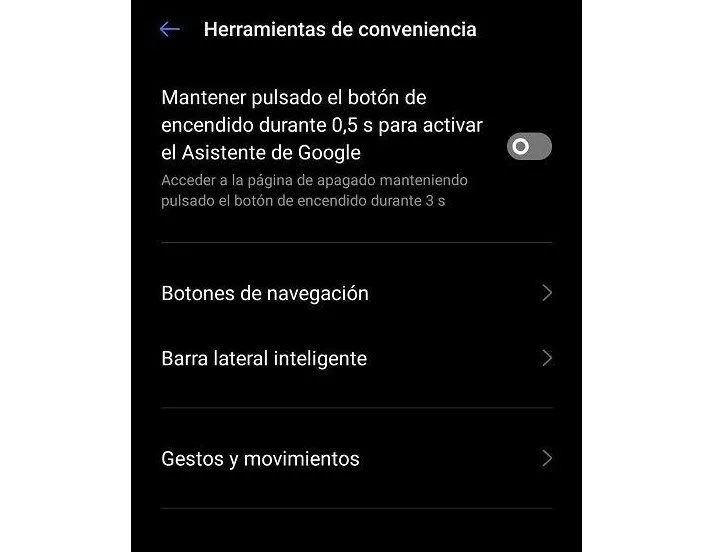 Herramientas de conveniencia
Mantener pulsado el botón de
encendido durante 0,5 s para activar
el Asistente de Google
Acceder a la página de apagado manteniendo
pulsado el botón de encendido durante 3 s
Botones de navegación
Barra lateral inteligente
Gestos y movimientos